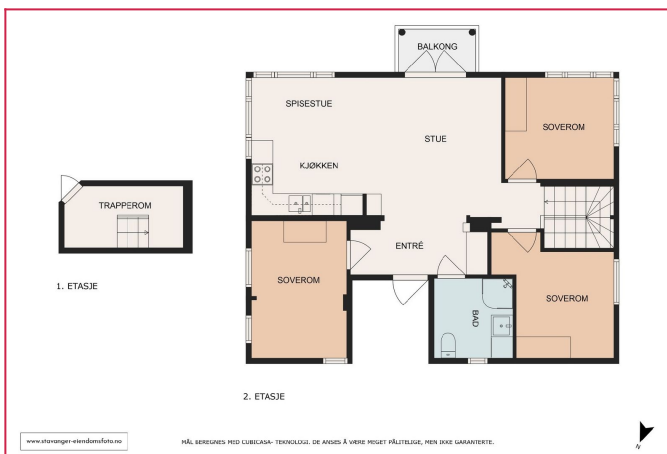 BALKONG
SPISESTUE
STUE
SOVEROM
KJØKKEN
TRAPPEROM
ENTRÉ
SOVEROM
SOVEROM
BAD
1. ETASJE
2. ETASJE
www.stavanger-eiendomsfoto.no
MÅL BEREGNES MED CUBICASA- TEKNOLOGI. DE ANSES Å VÆRE MEGET PÅLITELIGE, MEN IKKE GARANTERTE.
N